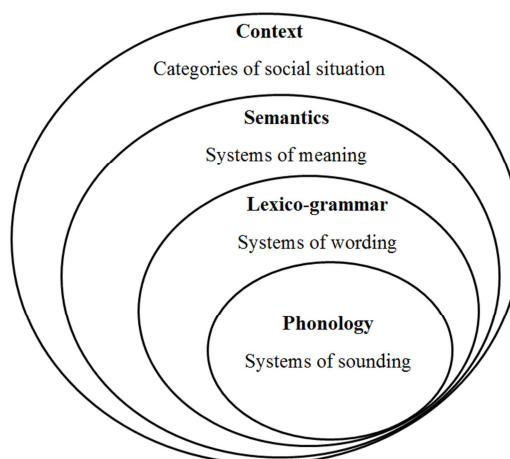 Context
Categories of social situation
Semantics
Systems of meaning
Lexico-grammar
Systems of wording
Phonology
Systems of sounding